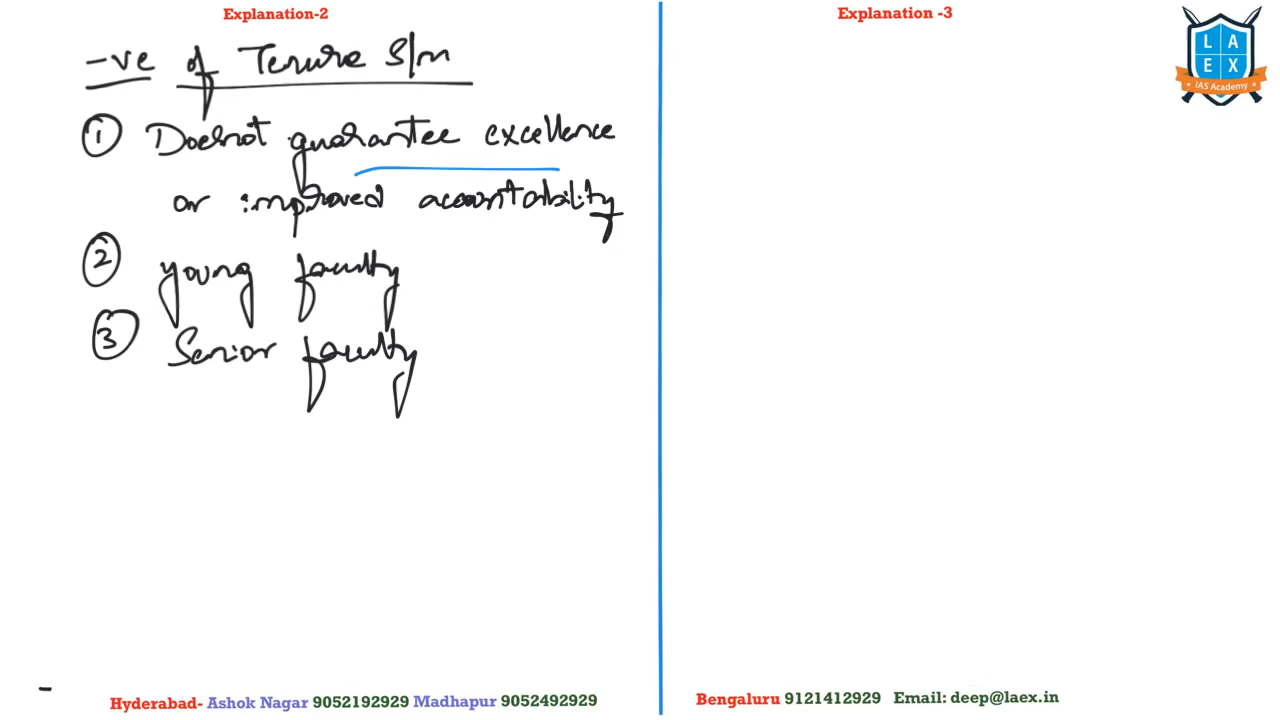 Explanation-2
-ve of Tenure S/m
① Doesnot guarantee excellence
or improved accountability
② young faculty
③ Senior faculty
Hyderabad- Ashok Nagar 9052192929 Madhapur 9052492929
Explanation -3
L A
E X
IAS Academy
Bengaluru 9121412929 Email: deep@laex.in